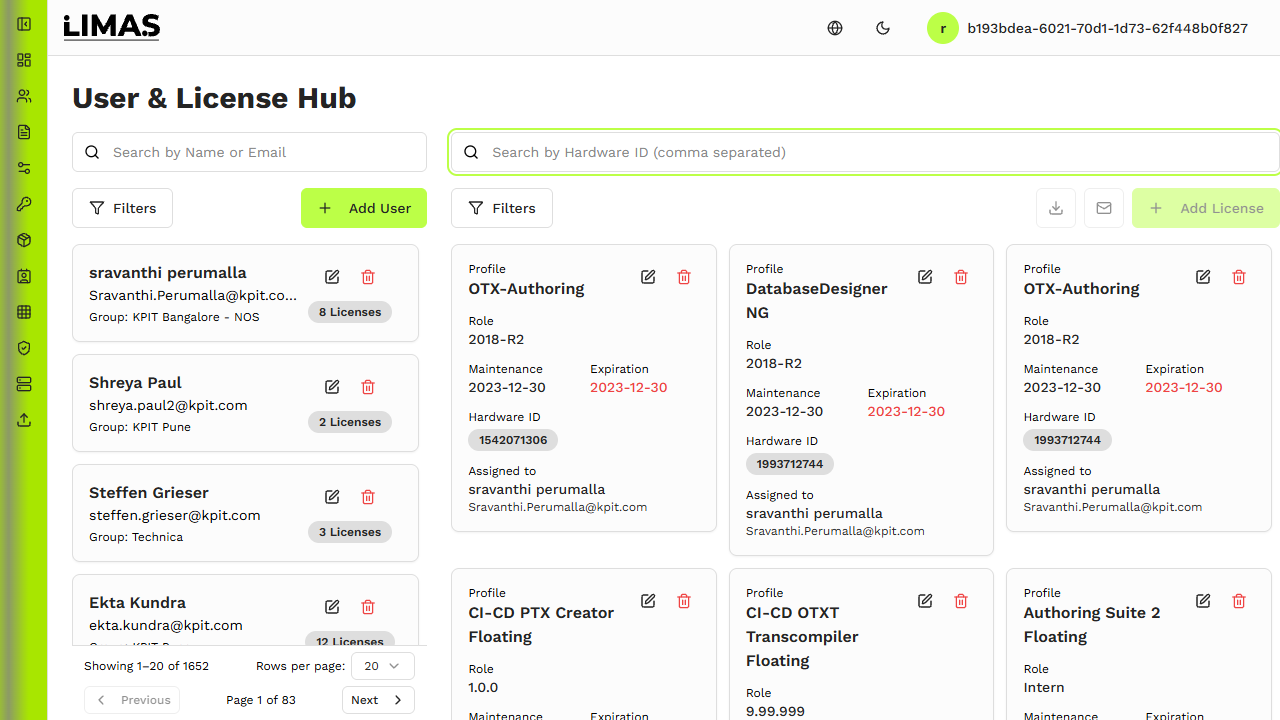 LIMAS
r
b193bdea-6021-70d1-1d73-62f448b0f827
User & License Hub
Search by Name or Email
Search by Hardware ID (comma separated)
Filters
Add User
Filters
Add License
sravanthi perumalla
Sravanthi.Perumalla@kpit.co...
Group: KPIT Bangalore - NOS
8 Licenses
Shreya Paul
shreya.paul2@kpit.com
Group: KPIT Pune
2 Licenses
Steffen Grieser
steffen.grieser@kpit.com
Group: Technica
3 Licenses
Ekta Kundra
ekta.kundra@kpit.com
12 Licenses
Showing 1–20 of 1652
Rows per page:
20
Previous
Page 1 of 83
Next
Profile
OTX-Authoring
Role
2018-R2
Maintenance
Expiration
2023-12-30
2023-12-30
Hardware ID
1542071306
Assigned to
sravanthi perumalla
Sravanthi.Perumalla@kpit.com
Profile
DatabaseDesigner
NG
Role
2018-R2
Maintenance
Expiration
2023-12-30
2023-12-30
Hardware ID
1993712744
Assigned to
sravanthi perumalla
Sravanthi.Perumalla@kpit.com
Profile
OTX-Authoring
Role
2018-R2
Maintenance
Expiration
2023-12-30
2023-12-30
Hardware ID
1993712744
Assigned to
sravanthi perumalla
Sravanthi.Perumalla@kpit.com
Profile
CI-CD PTX Creator
Floating
Role
1.0.0
Maintenance
Expiration
Profile
CI-CD OTXT
Transcompiler
Floating
Role
9.99.999
Profile
Authoring Suite 2
Floating
Role
Intern
Maintenance
Expiration